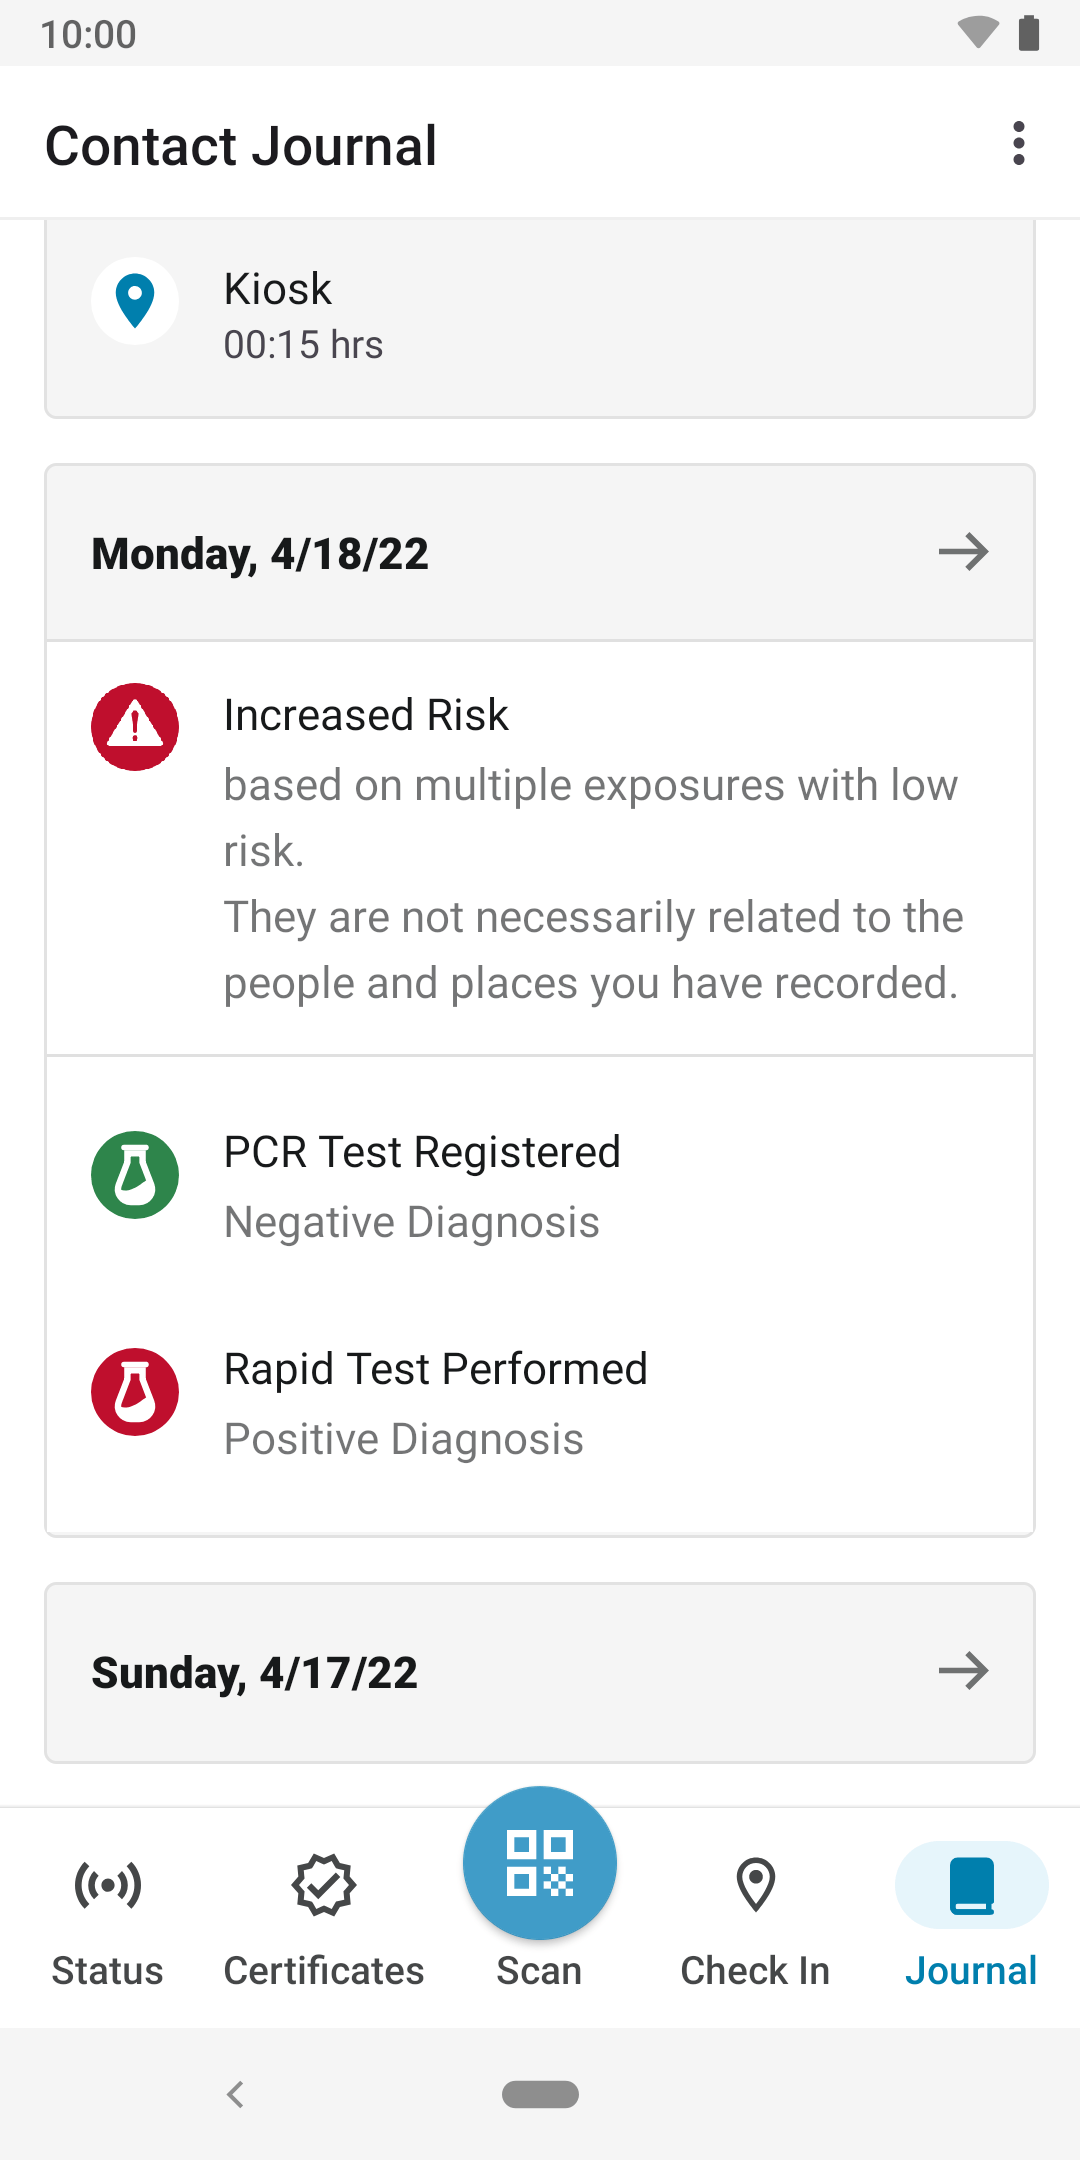 10:00
Contact Journal
Kiosk
00:15 hrs
Monday, 4/18/22
Increased Risk
based on multiple exposures with low
risk.
They are not necessarily related to the
people and places you have recorded.
PCR Test Registered
Negative Diagnosis
Rapid Test Performed
Positive Diagnosis
Sunday, 4/17/22
Status
Certificates
Scan
Check In
Journal